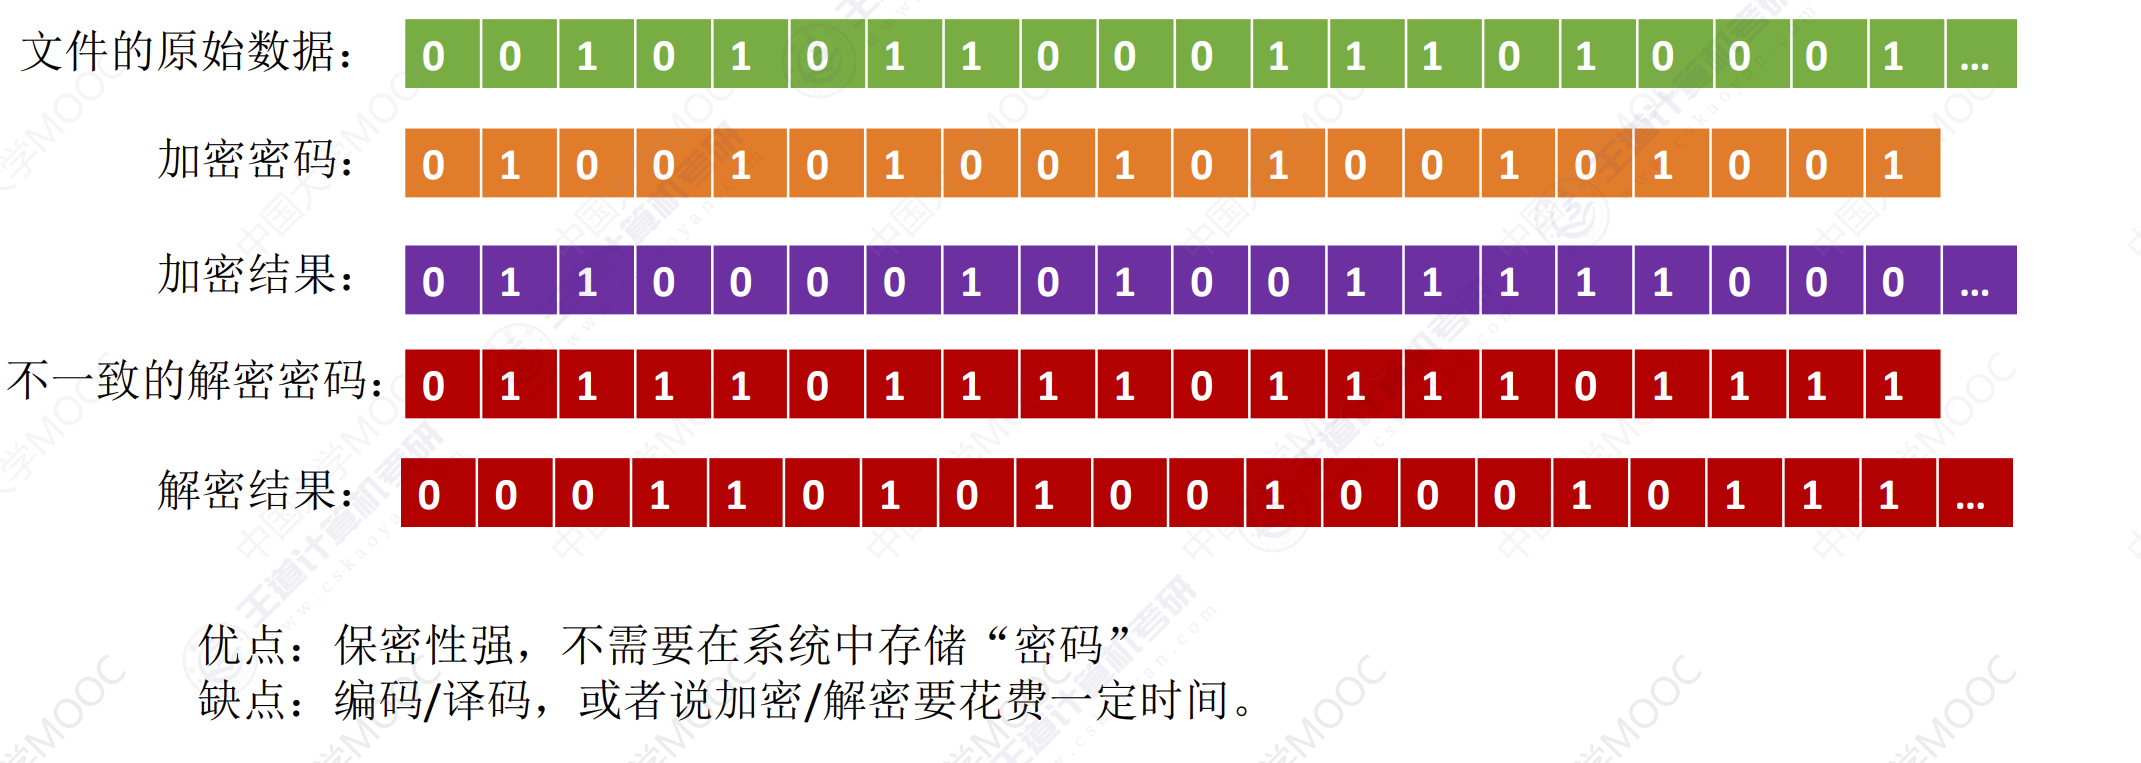 文件的原始数据： 0 0 1 0 1 0 1 1 0 0 0 1 1 1 0 1 0 0 0 1 ...
加密密码： 0 1 0 0 1 0 1 0 0 1 0 1 0 0 1 0 1 0 0 1
加密结果： 0 1 1 0 0 0 0 1 0 1 0 0 1 1 1 1 1 0 0 0 ...
不一致的解密密码： 0 1 1 1 1 0 1 1 1 1 0 1 1 1 1 0 1 1 1 1
解密结果： 0 0 0 1 1 0 1 0 1 0 0 1 0 0 0 1 0 1 1 1 ...
优点：保密性强，不需要在系统中存储“密码”
缺点：编码/译码，或者说加密/解密要花费一定时间。